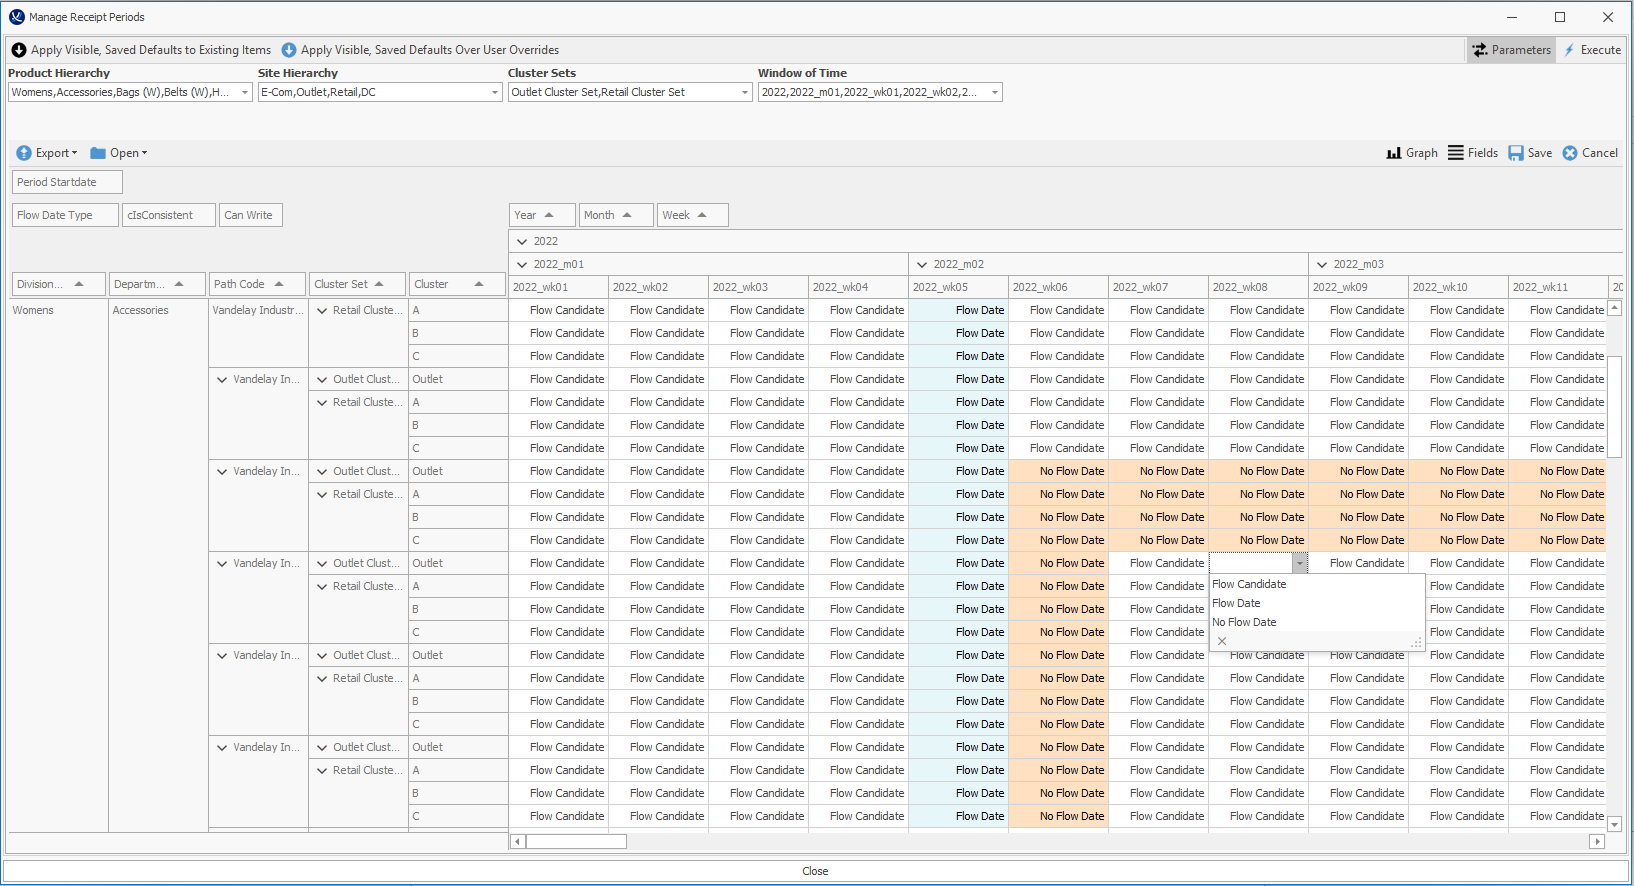 Manage Receipt Periods
Apply Visible, Saved Defaults to Existing Items Apply Visible, Saved Defaults Over User Overrides Parameters Execute
Product Hierarchy Site Hierarchy Cluster Sets Window of Time
Womens,Accessories,Bags (W),Belts (W),H... E-Com,Outlet,Retail,DC Outlet Cluster Set,Retail Cluster Set 2022,2022_m01,2022_wk01,2022_wk02,2...
Export Open Graph Fields Save Cancel
Period Startdate
Flow Date Type cIsConsistent Can Write Year Month Week
2022
2022_m01 2022_m02 2022_m03
Division... Departm... Path Code Cluster Set Cluster 2022_wk01 2022_wk02 2022_wk03 2022_wk04 2022_wk05 2022_wk06 2022_wk07 2022_wk08 2022_wk09 2022_wk10 2022_wk11 20
Womens Accessories Vandelay Industr... Retail Cluste... A Flow Candidate Flow Candidate Flow Candidate Flow Candidate Flow Date Flow Candidate Flow Candidate Flow Candidate Flow Candidate Flow Candidate Flow Candidate
B Flow Candidate Flow Candidate Flow Candidate Flow Candidate Flow Date Flow Candidate Flow Candidate Flow Candidate Flow Candidate Flow Candidate Flow Candidate
C Flow Candidate Flow Candidate Flow Candidate Flow Candidate Flow Date Flow Candidate Flow Candidate Flow Candidate Flow Candidate Flow Candidate Flow Candidate
Vandelay In... Outlet Clust... Outlet Flow Candidate Flow Candidate Flow Candidate Flow Candidate Flow Date Flow Candidate Flow Candidate Flow Candidate Flow Candidate Flow Candidate Flow Candidate
Retail Cluste... A Flow Candidate Flow Candidate Flow Candidate Flow Candidate Flow Date Flow Candidate Flow Candidate Flow Candidate Flow Candidate Flow Candidate Flow Candidate
B Flow Candidate Flow Candidate Flow Candidate Flow Candidate Flow Date Flow Candidate Flow Candidate Flow Candidate Flow Candidate Flow Candidate Flow Candidate
C Flow Candidate Flow Candidate Flow Candidate Flow Candidate Flow Date Flow Candidate Flow Candidate Flow Candidate Flow Candidate Flow Candidate Flow Candidate
Vandelay In... Outlet Clust... Outlet Flow Candidate Flow Candidate Flow Candidate Flow Candidate Flow Date No Flow Date No Flow Date No Flow Date No Flow Date No Flow Date No Flow Date
Retail Cluste... A Flow Candidate Flow Candidate Flow Candidate Flow Candidate Flow Date No Flow Date No Flow Date No Flow Date No Flow Date No Flow Date No Flow Date
B Flow Candidate Flow Candidate Flow Candidate Flow Candidate Flow Date No Flow Date No Flow Date No Flow Date No Flow Date No Flow Date No Flow Date
C Flow Candidate Flow Candidate Flow Candidate Flow Candidate Flow Date No Flow Date No Flow Date No Flow Date No Flow Date No Flow Date No Flow Date
Vandelay In... Outlet Clust... Outlet Flow Candidate Flow Candidate Flow Candidate Flow Candidate Flow Date No Flow Date Flow Candidate Flow Candidate Flow Candidate Flow Candidate
Retail Cluste... A Flow Candidate Flow Candidate Flow Candidate Flow Candidate Flow Date No Flow Date Flow Candidate Flow Candidate Flow Candidate Flow Candidate
B Flow Candidate Flow Candidate Flow Candidate Flow Candidate Flow Date No Flow Date Flow Candidate Flow Date Flow Candidate Flow Candidate
C Flow Candidate Flow Candidate Flow Candidate Flow Candidate Flow Date No Flow Date Flow Candidate No Flow Date Flow Candidate Flow Candidate
Vandelay In... Outlet Clust... Outlet Flow Candidate Flow Candidate Flow Candidate Flow Candidate Flow Date No Flow Date Flow Candidate Flow Candidate Flow Candidate Flow Candidate Flow Candidate
Retail Cluste... A Flow Candidate Flow Candidate Flow Candidate Flow Candidate Flow Date No Flow Date Flow Candidate Flow Candidate Flow Candidate Flow Candidate Flow Candidate
B Flow Candidate Flow Candidate Flow Candidate Flow Candidate Flow Date No Flow Date Flow Candidate Flow Candidate Flow Candidate Flow Candidate Flow Candidate
C Flow Candidate Flow Candidate Flow Candidate Flow Candidate Flow Date No Flow Date Flow Candidate Flow Candidate Flow Candidate Flow Candidate Flow Candidate
Vandelay In... Outlet Clust... Outlet Flow Candidate Flow Candidate Flow Candidate Flow Candidate Flow Date No Flow Date Flow Candidate Flow Candidate Flow Candidate Flow Candidate Flow Candidate
Retail Cluste... A Flow Candidate Flow Candidate Flow Candidate Flow Candidate Flow Date No Flow Date Flow Candidate Flow Candidate Flow Candidate Flow Candidate Flow Candidate
B Flow Candidate Flow Candidate Flow Candidate Flow Candidate Flow Date No Flow Date Flow Candidate Flow Candidate Flow Candidate Flow Candidate Flow Candidate
C Flow Candidate Flow Candidate Flow Candidate Flow Candidate Flow Date No Flow Date Flow Candidate Flow Candidate Flow Candidate Flow Candidate Flow Candidate
Close